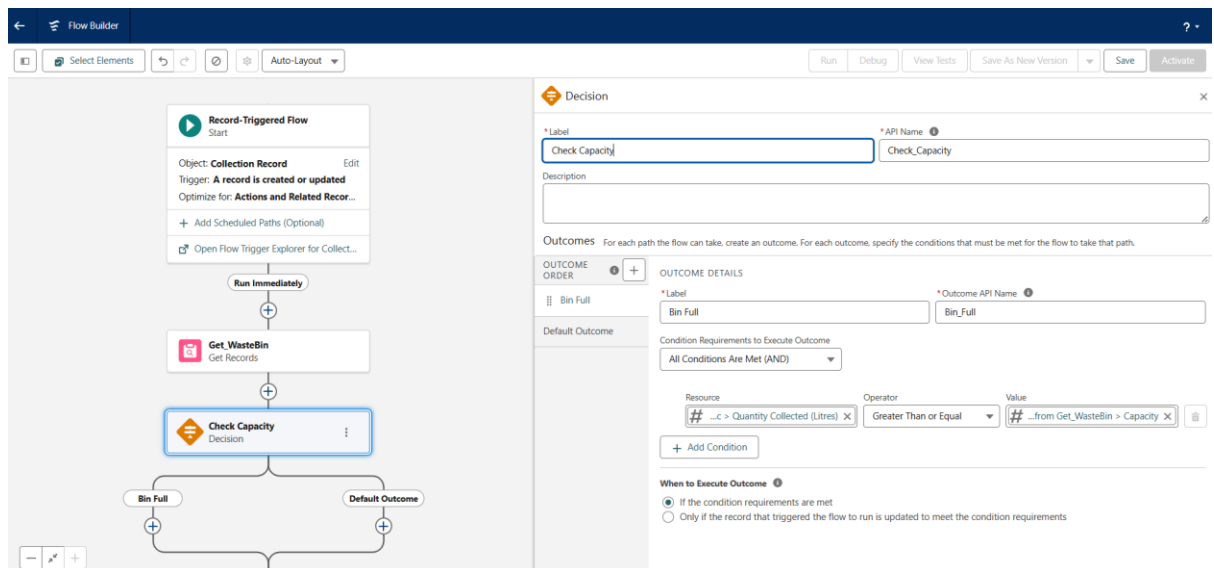 Flow Builder
?
Select Elements
Auto-Layout
Run
Debug
View Tests
Save As New Version
Save
Activate
Record-Triggered Flow
Start
Object: Collection Record
Edit
Trigger: A record is created or updated
Optimize for: Actions and Related Recor...
+ Add Scheduled Paths (Optional)
Open Flow Trigger Explorer for Collect...
Run Immediately
Get_WasteBin
Get Records
Check Capacity
Decision
Bin Full
Default Outcome
Decision
*Label
*API Name
Check Capacity
Check_Capacity
Description
Outcomes For each path the flow can take, create an outcome. For each outcome, specify the conditions that must be met for the flow to take that path.
OUTCOME
ORDER
Bin Full
Default Outcome
OUTCOME DETAILS
*Label
*Outcome API Name
Bin Full
Bin_Full
Condition Requirements to Execute Outcome
All Conditions Are Met (AND)
Resource
Operator
Value
...c > Quantity Collected (Litres)
Greater Than or Equal
...from Get_WasteBin > Capacity
+ Add Condition
When to Execute Outcome
If the condition requirements are met
Only if the record that triggered the flow to run is updated to meet the condition requirements